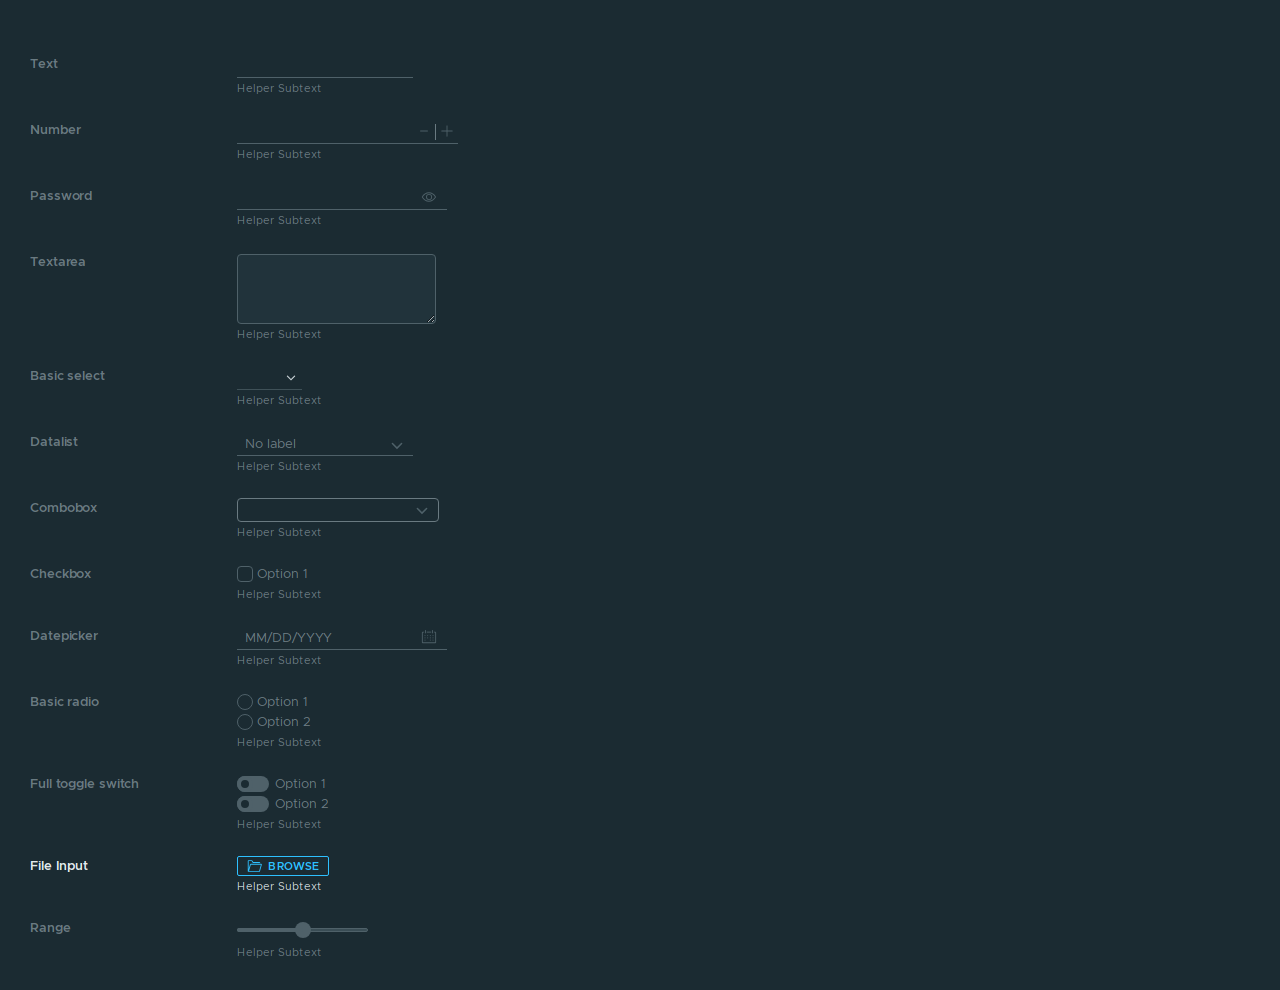 Text
Helper Subtext
Number
Helper Subtext
Password
Helper Subtext
Textarea
Helper Subtext
Basic select
Helper Subtext
Datalist
No label
Helper Subtext
Combobox
Helper Subtext
Checkbox
Option 1
Helper Subtext
Datepicker
MM/DD/YYYY
Helper Subtext
Basic radio
Option 1
Option 2
Helper Subtext
Full toggle switch
Option 1
Option 2
Helper Subtext
File Input
BROWSE
Helper Subtext
Range
Helper Subtext